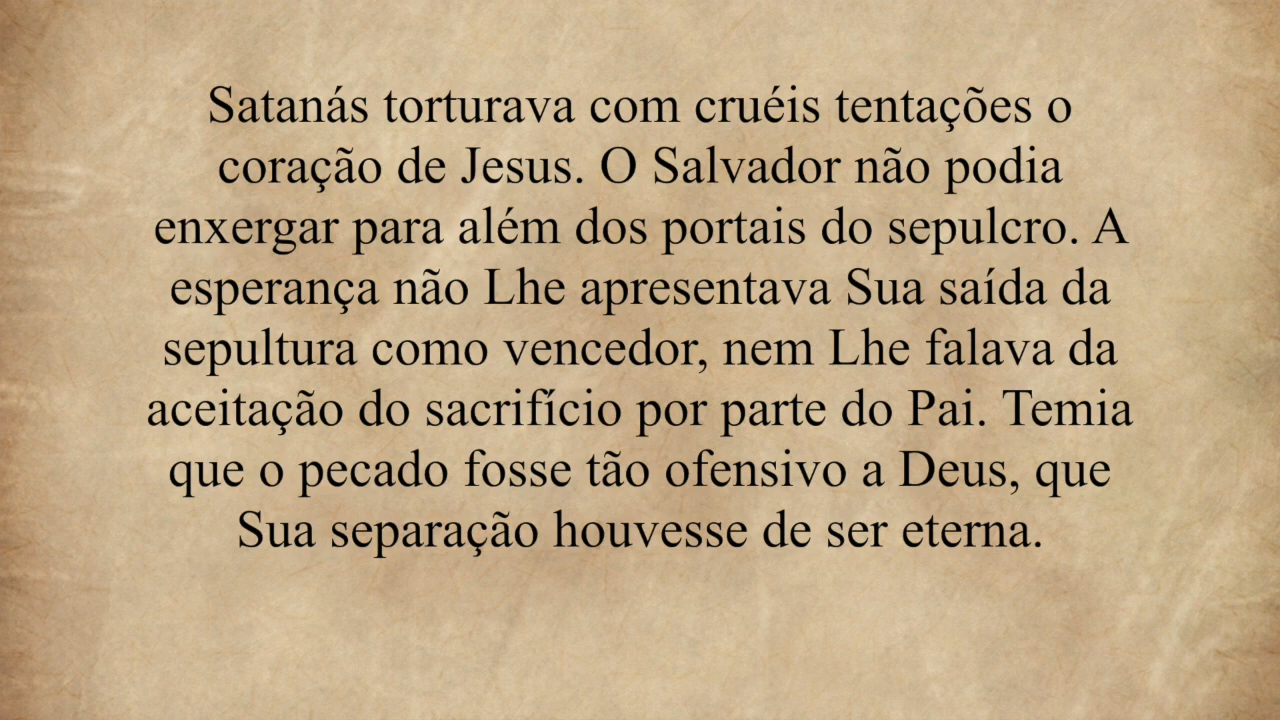 Satanás torturava com cruéis tentações o
coração de Jesus. O Salvador não podia
enxergar para além dos portais do sepulcro. A
esperança não Lhe apresentava Sua saída da
sepultura como vencedor, nem Lhe falava da
aceitação do sacrifício por parte do Pai. Temia
que o pecado fosse tão ofensivo a Deus, que
Sua separação houvesse de ser eterna.